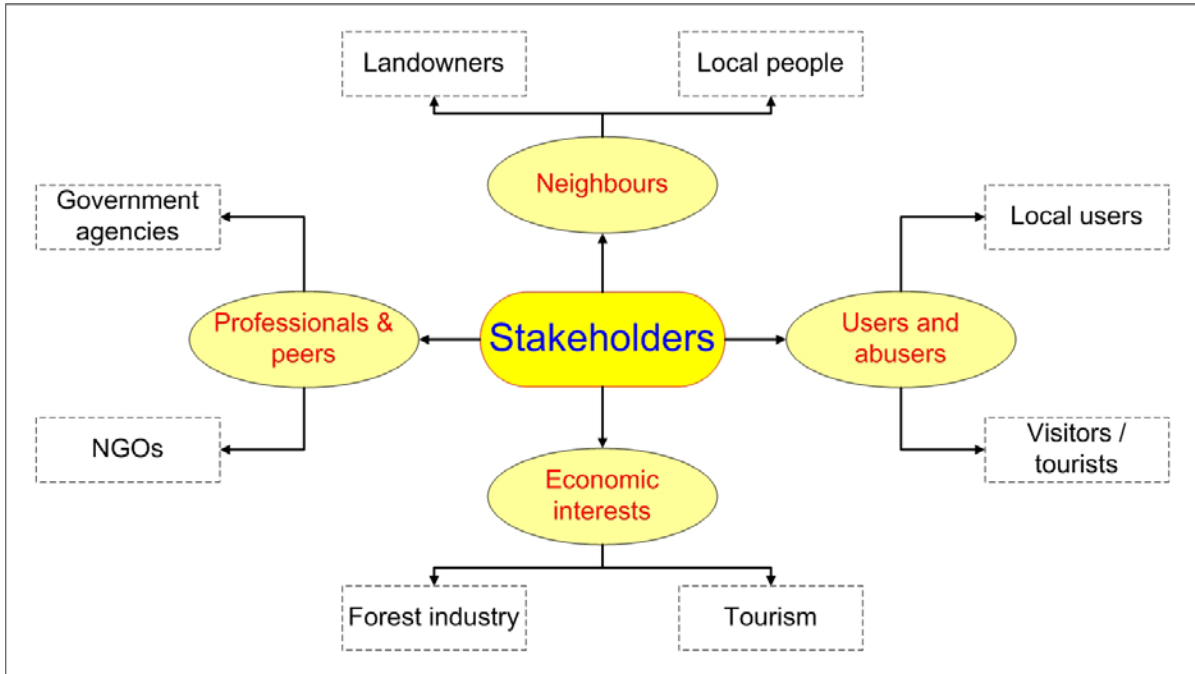 Landowners
Local people
Neighbours
Government
agencies
Local users
Professionals &
peers
Stakeholders
Users and
abusers
NGOs
Visitors /
tourists
Economic
interests
Forest industry
Tourism